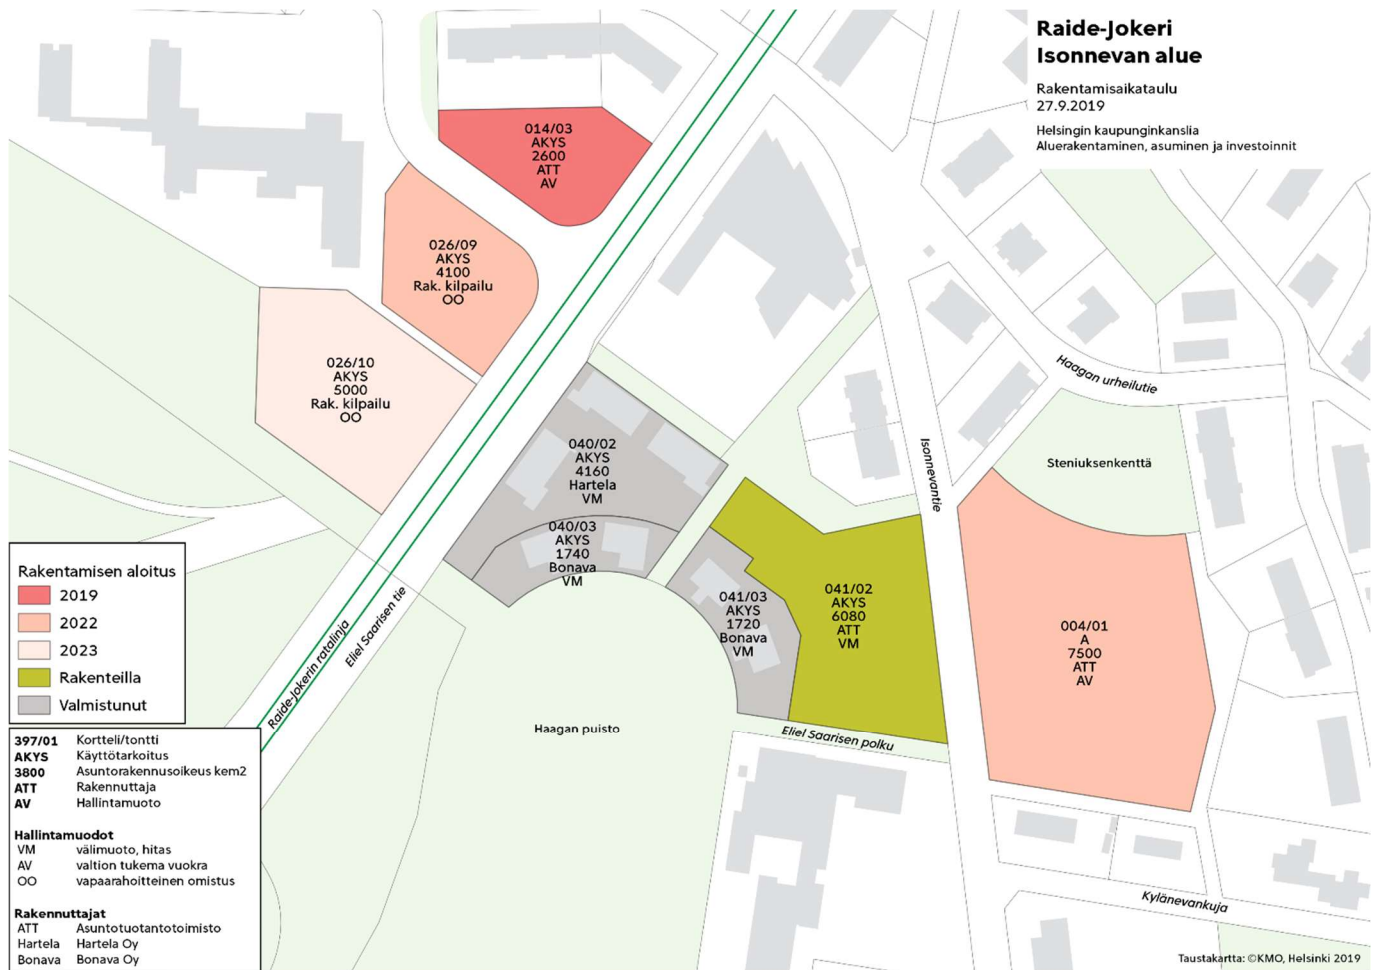 Raide-Jokeri
Isonnevan alue
Rakentamisaikataulu
27.9.2019
Helsingin kaupunginkanslia
Aluerakentaminen, asuminen ja investoinnit
014/03
AKYS
2600
ATT
AV
026/09
AKYS
4100
Rak. kilpailu
OO
026/10
AKYS
5000
Rak. kilpailu
OO
040/02
AKYS
4160
Hartela
VM
040/03
AKYS
1740
Bonava
VM
041/03
AKYS
1720
Bonava
VM
041/02
AKYS
6080
ATT
VM
004/01
A
7500
ATT
AV
Haagan urheilutie
Isonnevantie
Steniuksenkenttä
Raide-Jokerin ratalinja
Eliel Saarisen tie
Haagan puisto
Eliel Saarisen polku
Kylänevankuja
Rakentamisen aloitus
2019
2022
2023
Rakenteilla
Valmistunut
397/01 Kortteli/tontti
AKYS Käyttötarkoitus
3800 Asuntorakennusoikeus kem2
ATT Rakennuttaja
AV Hallintamuoto
Hallintamuodot
VM välimuoto, hitas
AV valtion tukema vuokra
OO vapaarahoitteinen omistus
Rakennuttajat
ATT Asuntotuotantotoimisto
Hartela Hartela Oy
Bonava Bonava Oy
Taustakartta: ©KMO, Helsinki 2019